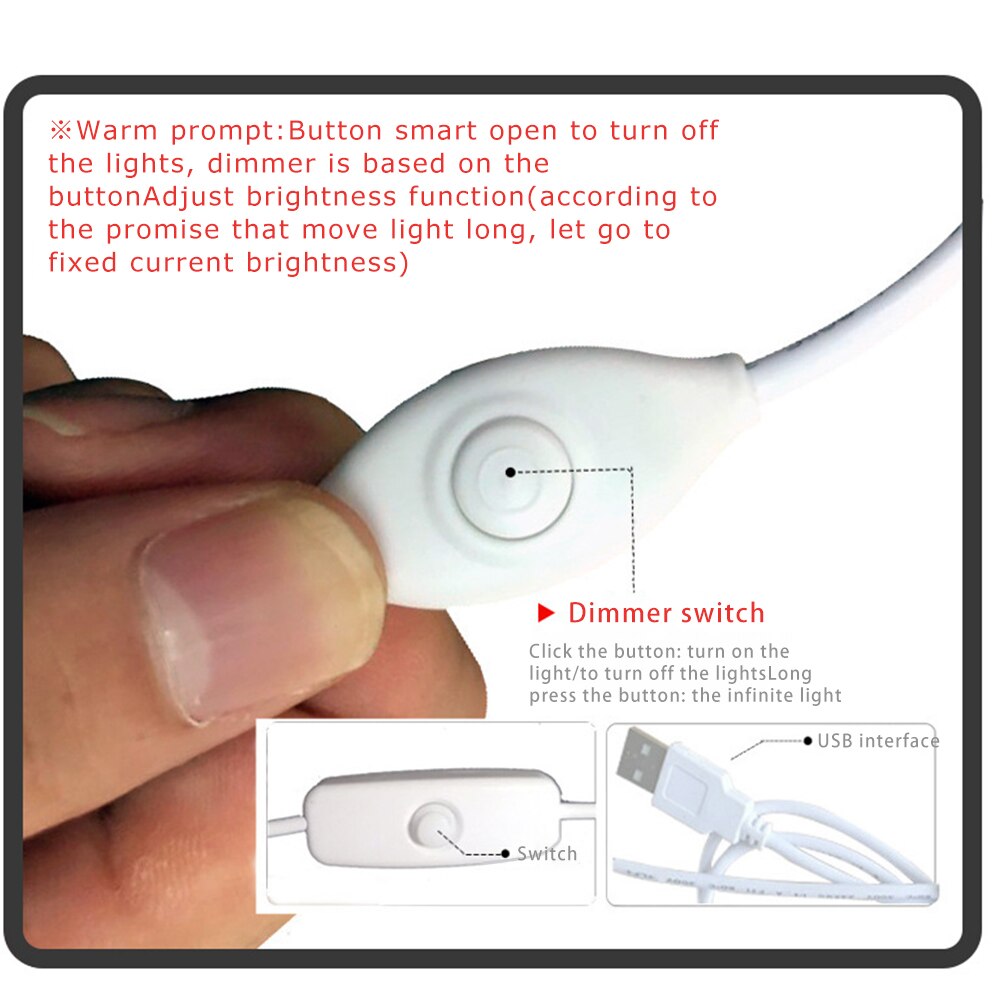 ※Warm prompt:Button smart open to turn off
the lights, dimmer is based on the
buttonAdjust brightness function(according to
the promise that move light long, let go to
fixed current brightness)
Dimmer switch
Click the button: turn on the
light/to turn off the lightsLong
press the button: the infinite light
Switch
USB interface